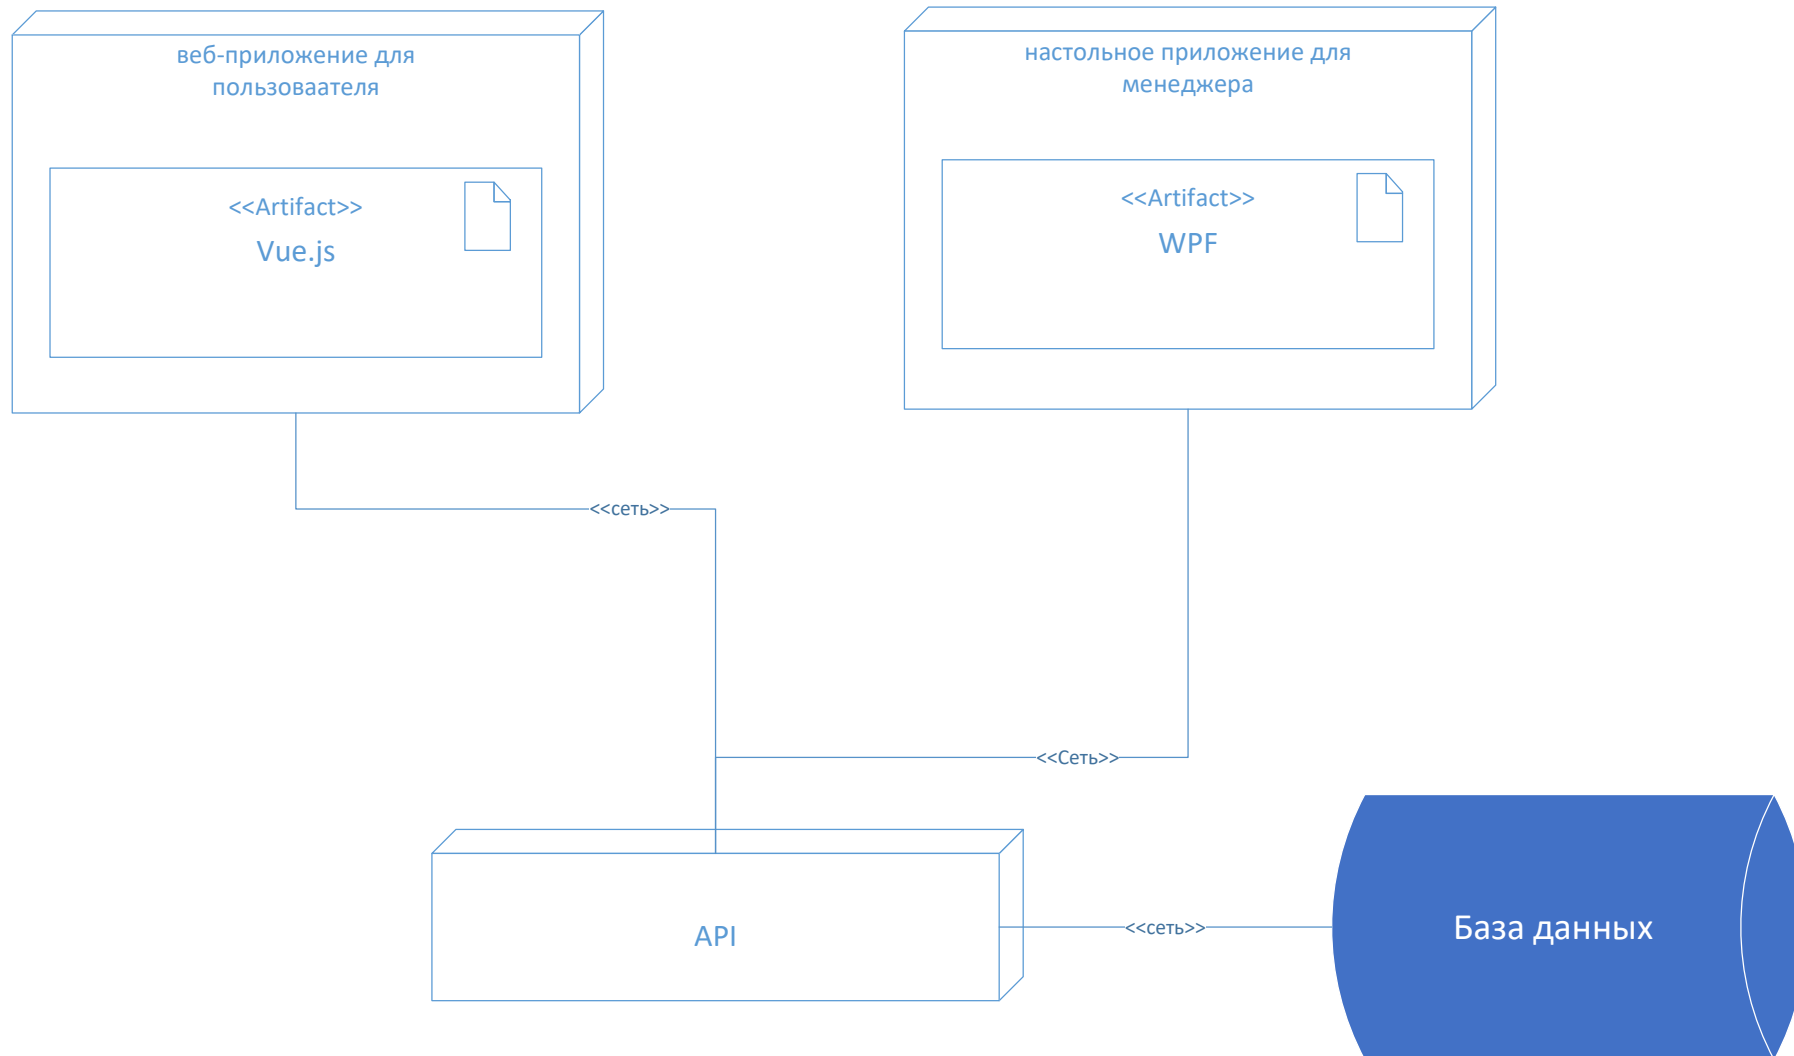 веб-приложение для
пользоваателя
<<Artifact>>
Vue.js
настольное приложение для
менеджера
<<Artifact>>
WPF
<<сеть>>
<<Сеть>>
API
<<сеть>>
База данных